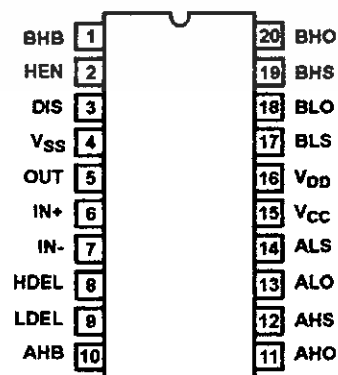 BHB 1 20 BHO
HEN 2 19 BHS
DIS 3 18 BLO
VSS 4 17 BLS
OUT 5 16 VDD
IN+ 6 15 VCC
IN- 7 14 ALS
HDEL 8 13 ALO
LDEL 9 12 AHS
AHB 10 11 AHO